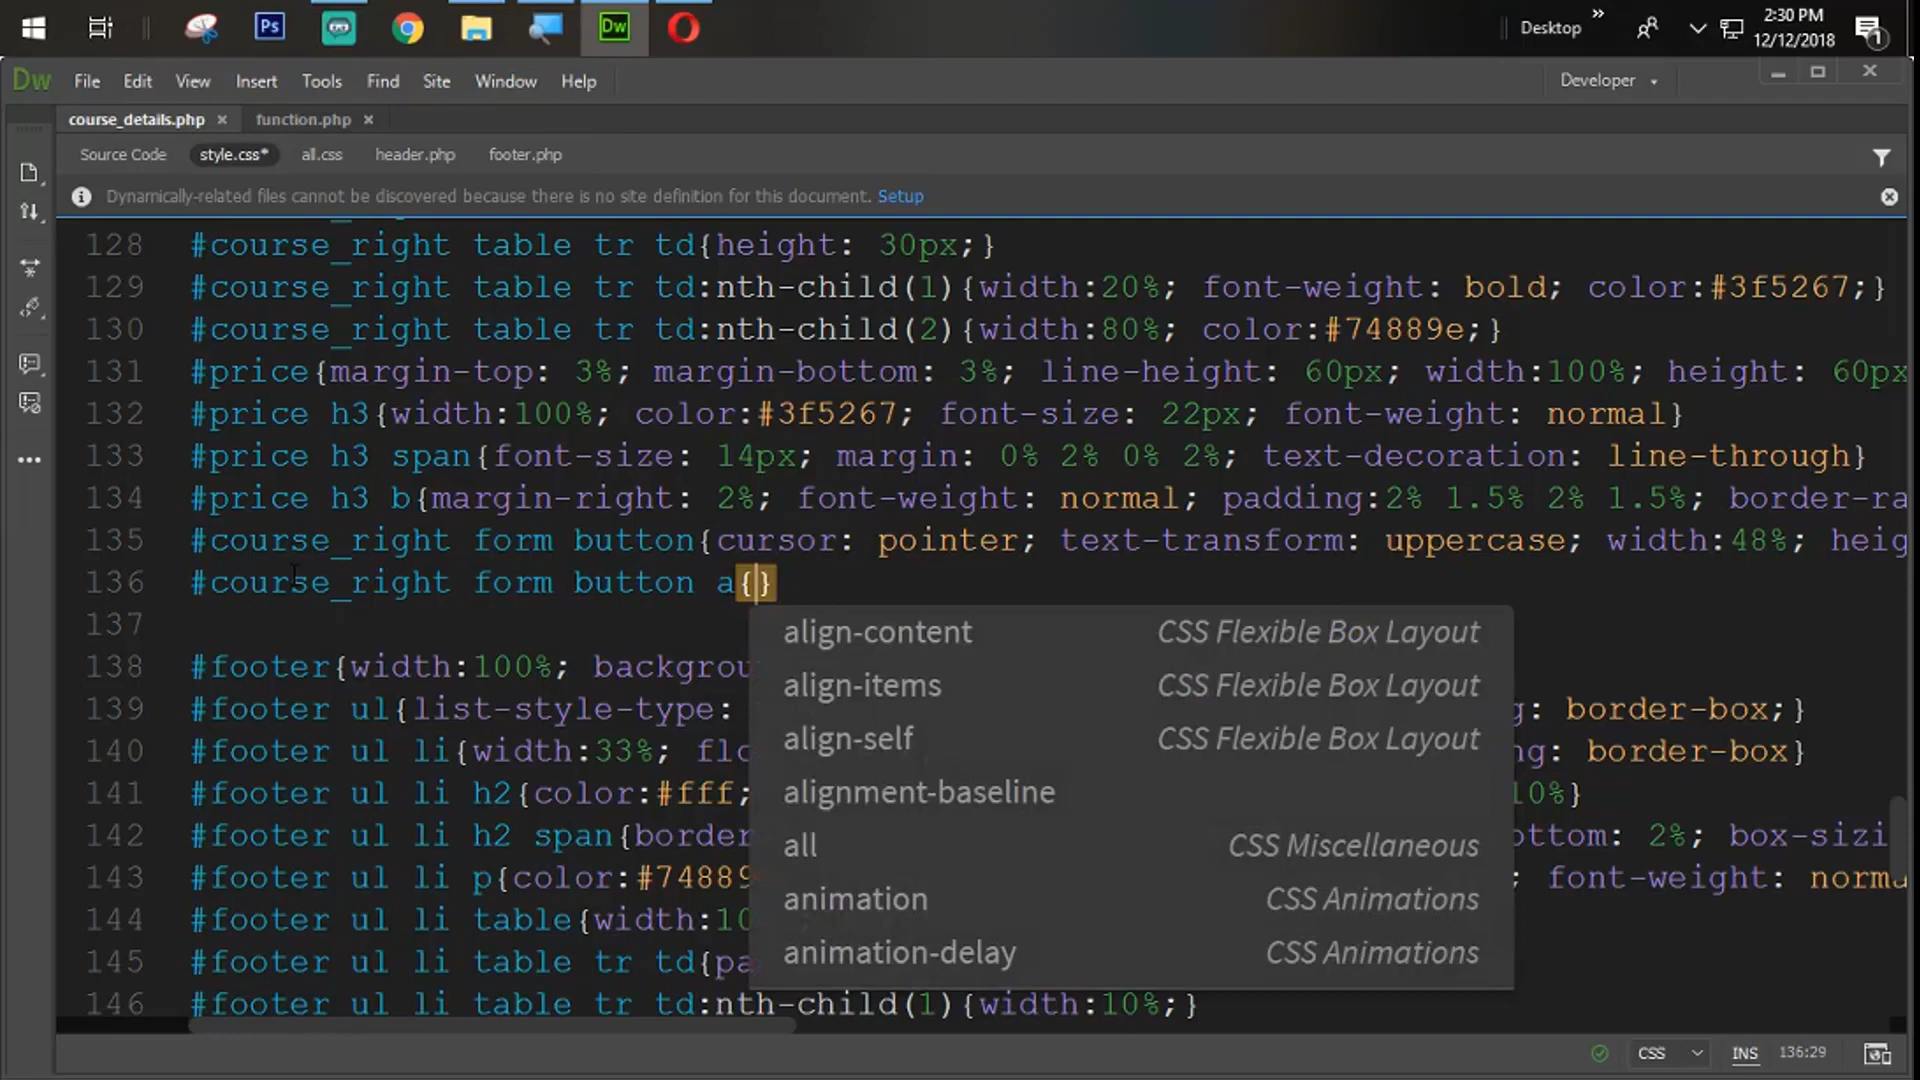 Ps
Dw
Desktop
»
2:30 PM
12/12/2018
1
Dw File Edit View Insert Tools Find Site Window Help
Developer
course_details.php × function.php ×
Source Code style.css* all.css header.php footer.php
Dynamically-related files cannot be discovered because there is no site definition for this document. Setup
128 #course_right table tr td{height: 30px;}
129 #course_right table tr td:nth-child(1){width:20%; font-weight: bold; color:#3f5267;}
130 #course_right table tr td:nth-child(2){width:80%; color:#74889e;}
131 #price{margin-top: 3%; margin-bottom: 3%; line-height: 60px; width:100%; height: 60px
132 #price h3{width:100%; color:#3f5267; font-size: 22px; font-weight: normal}
133 #price h3 span{font-size: 14px; margin: 0% 2% 0% 2%; text-decoration: line-through}
134 #price h3 b{margin-right: 2%; font-weight: normal; padding:2% 1.5% 2% 1.5%; border-ra
135 #course_right form button{cursor: pointer; text-transform: uppercase; width:48%; heig
136 #course_right form button a{}
137
align-content CSS Flexible Box Layout
138 #footer{width:100%; backgrou
align-items CSS Flexible Box Layout
139 #footer ul{list-style-type: g: border-box;}
align-self CSS Flexible Box Layout
140 #footer ul li{width:33%; flo ng: border-box}
alignment-baseline
141 #footer ul li h2{color:#fff; 10%}
all CSS Miscellaneous
142 #footer ul li h2 span{border ottom: 2%; box-sizi
143 #footer ul li p{color:#74889 ; font-weight: norma
animation CSS Animations
144 #footer ul li table{width:10
animation-delay CSS Animations
145 #footer ul li table tr td{pa
146 #footer ul li table tr td:nth-child(1){width:10%;}
CSS INS 136:29